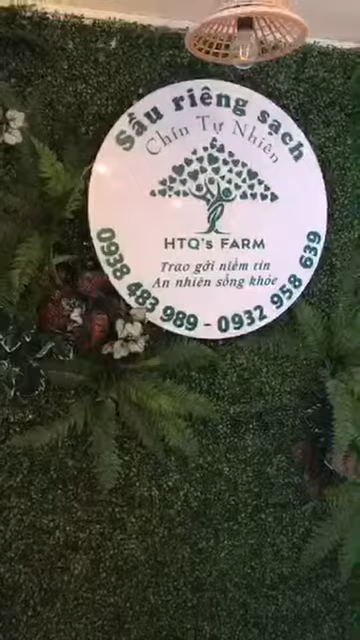 Sầu riêng sạch
Chín Tự Nhiên
HTQ's FARM
Trao gởi niềm tin
An nhiên sống khỏe
0938 483 989 - 0932 958 639